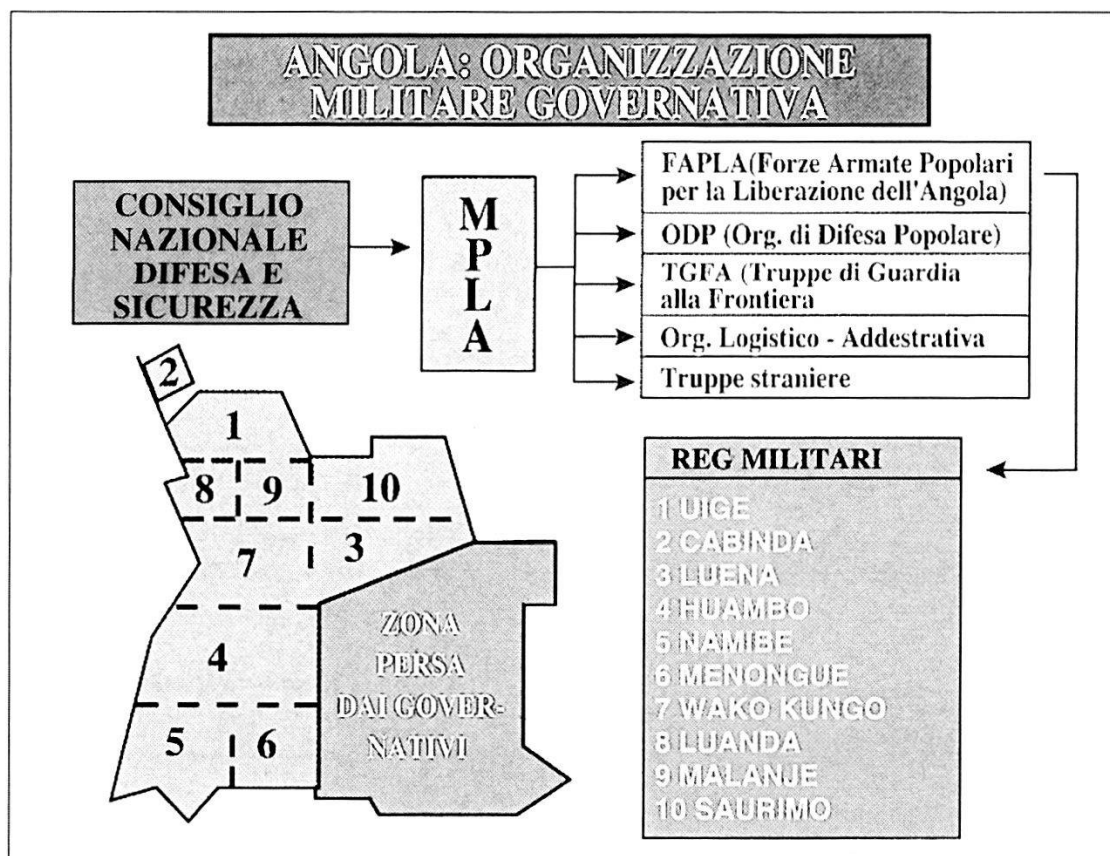 ANGOLA: ORGANIZZAZIONE
MILITARE GOVERNATIVA
CONSIGLIO
NAZIONALE
DIFESA E
SICUREZZA
M
P
L
A
FAPLA(Forze Armate Popolari
per la Liberazione dell'Angola)
ODP (Org. di Difesa Popolare)
TGFA (Truppe di Guardia
alla Frontiera
Org. Logistico - Addestrativa
Truppe straniere
2
1
8
9
10
7
3
4
5
6
ZONA
PERSA
DAI GOVER-
NATIVI
REG MILITARI
1 UIGE
2 CABINDA
3 LUENA
4 HUAMBO
5 NAMIBE
6 MENONGUE
7 WAKO KUNGO
8 LUANDA
9 MALANJE
10 SAURIMO